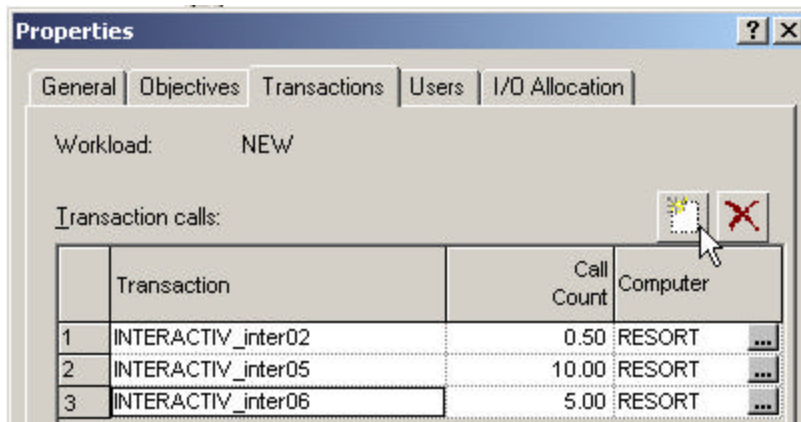 Properties
General Objectives Transactions Users I/O Allocation
Workload: NEW
Transaction calls:
Transaction Call Count Computer
1 INTERACTIV_inter02 0.50 RESORT ...
2 INTERACTIV_inter05 10.00 RESORT ...
3 INTERACTIV_inter06 5.00 RESORT ...